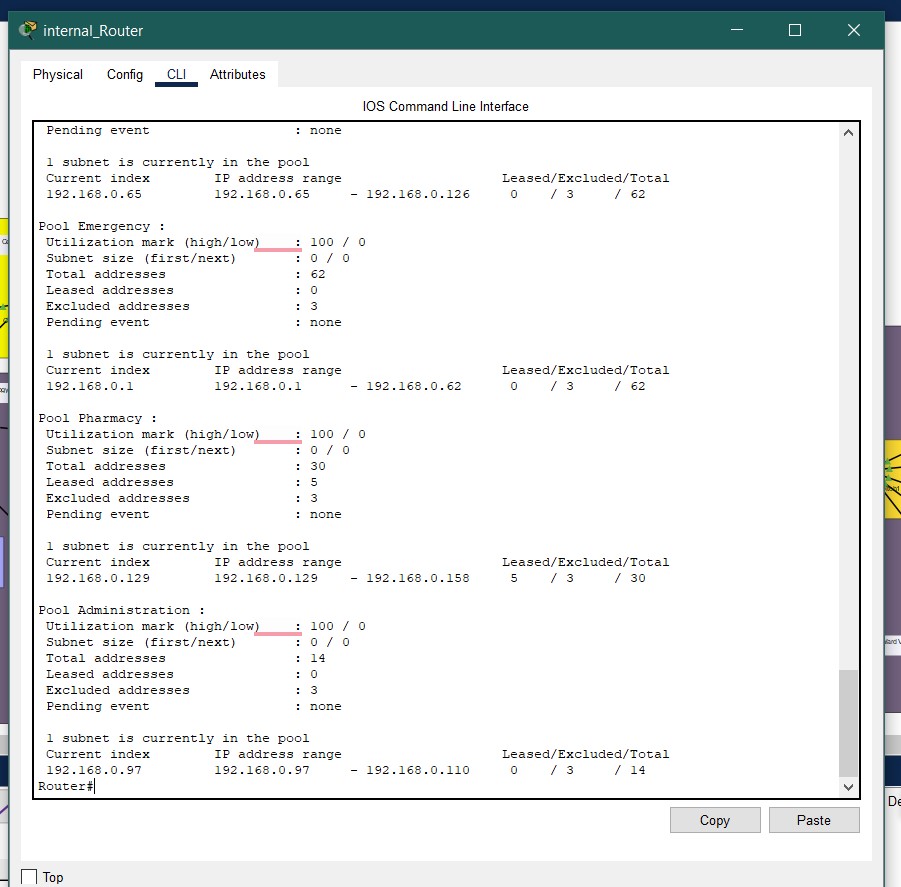 internal_Router
Physical Config CLI Attributes
IOS Command Line Interface
Pending event : none
1 subnet is currently in the pool
Current index IP address range Leased/Excluded/Total
192.168.0.65 192.168.0.65 - 192.168.0.126 0 / 3 / 62
Pool Emergency :
Utilization mark (high/low) : 100 / 0
Subnet size (first/next) : 0 / 0
Total addresses : 62
Leased addresses : 0
Excluded addresses : 3
Pending event : none
1 subnet is currently in the pool
Current index IP address range Leased/Excluded/Total
192.168.0.1 192.168.0.1 - 192.168.0.62 0 / 3 / 62
Pool Pharmacy :
Utilization mark (high/low) : 100 / 0
Subnet size (first/next) : 0 / 0
Total addresses : 30
Leased addresses : 5
Excluded addresses : 3
Pending event : none
1 subnet is currently in the pool
Current index IP address range Leased/Excluded/Total
192.168.0.129 192.168.0.129 - 192.168.0.158 5 / 3 / 30
Pool Administration :
Utilization mark (high/low) : 100 / 0
Subnet size (first/next) : 0 / 0
Total addresses : 14
Leased addresses : 0
Excluded addresses : 3
Pending event : none
1 subnet is currently in the pool
Current index IP address range Leased/Excluded/Total
192.168.0.97 192.168.0.97 - 192.168.0.110 0 / 3 / 14
Router#
De
Copy Paste
Top